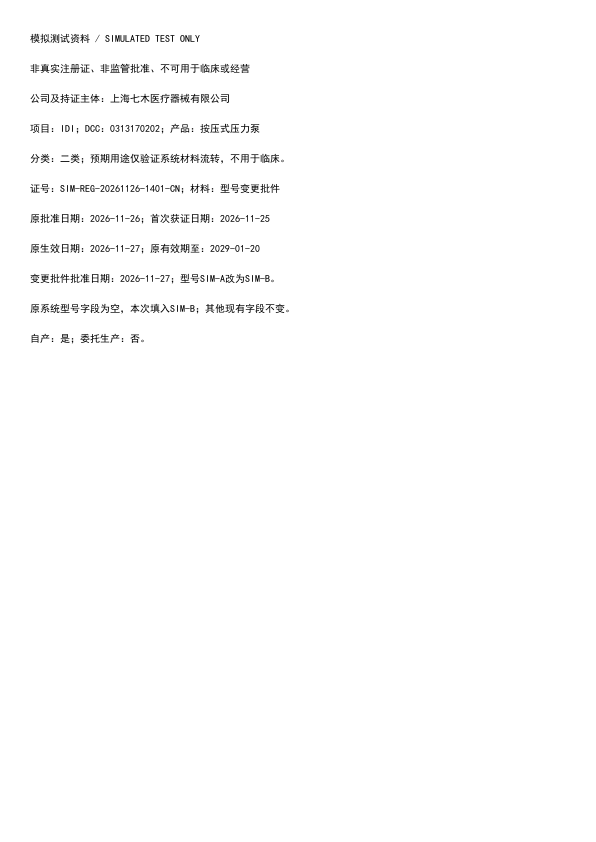 模拟测试资料 / SIMULATED TEST ONLY
非真实注册证、非监管批准、不可用于临床或经营
公司及持证主体：上海七木医疗器械有限公司
项目：IDI；DCC：0313170202；产品：按压式压力泵
分类：二类；预期用途仅验证系统材料流转，不用于临床。
证号：SIM-REG-20261126-1401-CN；材料：型号变更批件
原批准日期：2026-11-26；首次获证日期：2026-11-25
原生效日期：2026-11-27；原有效期至：2029-01-20
变更批件批准日期：2026-11-27；型号SIM-A改为SIM-B。
原系统型号字段为空，本次填入SIM-B；其他现有字段不变。
自产：是；委托生产：否。